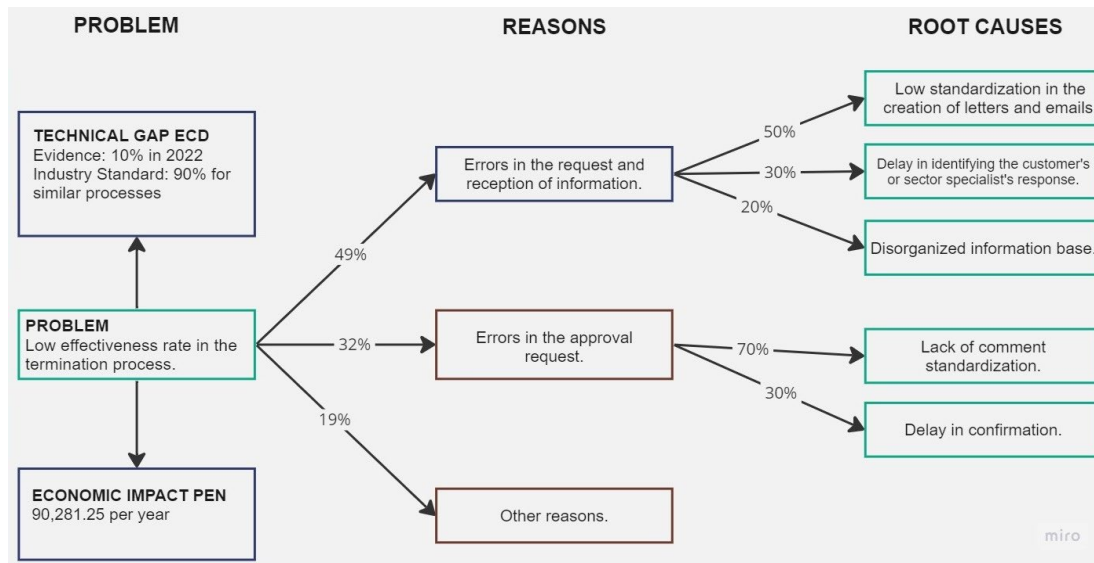 PROBLEM
REASONS
ROOT CAUSES
TECHNICAL GAP ECD
Evidence: 10% in 2022
Industry Standard: 90% for
similar processes
PROBLEM
Low effectiveness rate in the
termination process.
ECONOMIC IMPACT PEN
90,281.25 per year
49%
32%
19%
Errors in the request and
reception of information.
Errors in the approval
request.
Other reasons.
50%
30%
20%
70%
30%
Low standardization in the
creation of letters and emails
Delay in identifying the customer's
or sector specialist's response.
Disorganized information base.
Lack of comment
standardization.
Delay in confirmation.
miro